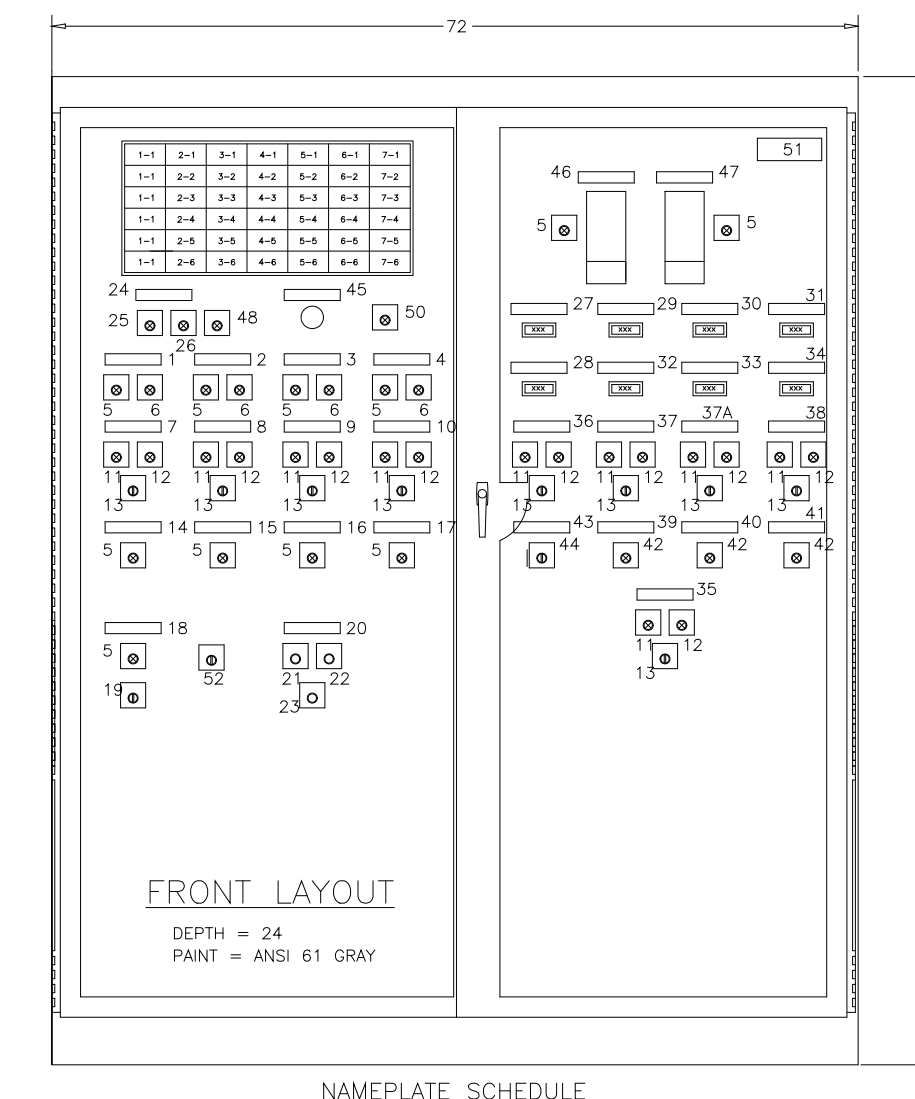 72
1-1 2-1 3-1 4-1 5-1 6-1 7-1
1-1 2-2 3-2 4-2 5-2 6-2 7-2
1-1 2-3 3-3 4-3 5-3 6-3 7-3
1-1 2-4 3-4 4-4 5-4 6-4 7-4
1-1 2-5 3-5 4-5 5-5 6-5 7-5
1-1 2-6 3-6 4-6 5-6 6-6 7-6
51
46 47
5 5
24 45
25 26 48 50
27 29 30 31
xxx xxx xxx xxx
1 2 3 4
28 32 33 34
xxx xxx xxx xxx
5 6 5 6 5 6 5 6
7 8 9 10
36 37 37A 38
11 12 11 12 11 12 11 12
11 12 11 12 11 12 11 12
13 13 13 13
13 13 13 13
14 15 16 17
43 39 40 41
5 5 5 5
44 42 42 42
35
11 12
13
18 20
5 52 21 22
19 23
FRONT LAYOUT
DEPTH = 24
PAINT = ANSI 61 GRAY
NAMEPLATE SCHEDULE